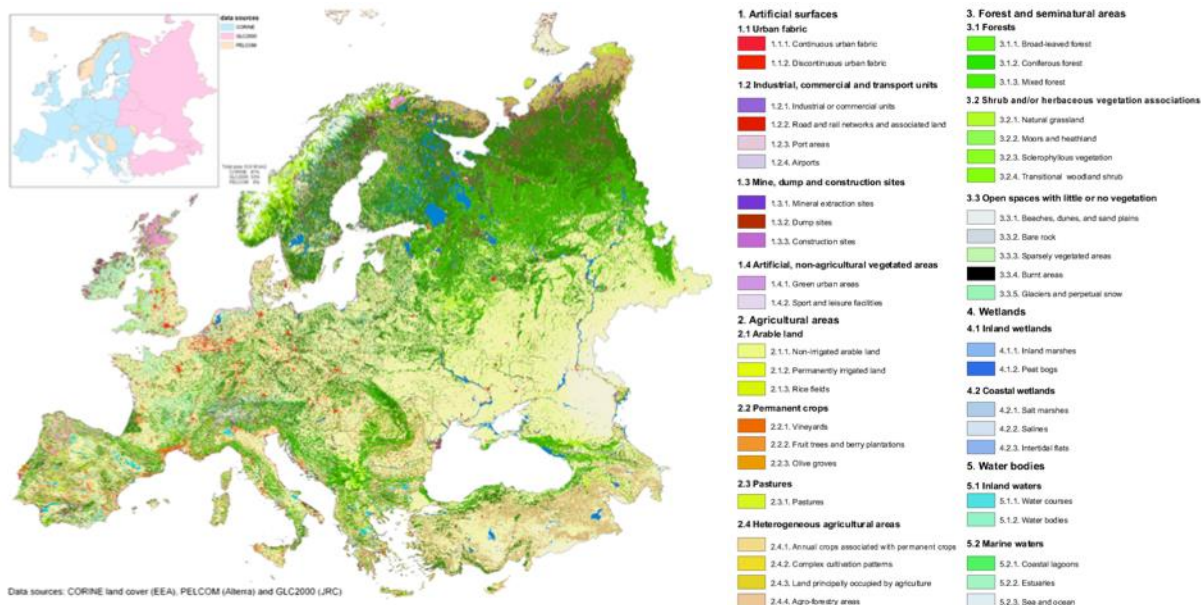 data sources
CORINE
GLC2000
PELCOM
CORINE
GLC2000
PELCOM
Data sources: CORINE land cover (EEA), PELCOM (Alterra) and GLC2000 (JRC)
1. Artificial surfaces
1.1 Urban fabric
1.1.1. Continuous urban fabric
1.1.2. Discontinuous urban fabric
1.2 Industrial, commercial and transport units
1.2.1. Industrial or commercial units
1.2.2. Road and rail networks and associated land
1.2.3. Port areas
1.2.4. Airports
1.3 Mine, dump and construction sites
1.3.1. Mineral extraction sites
1.3.2. Dump sites
1.3.3. Construction sites
1.4 Artificial, non-agricultural vegetated areas
1.4.1. Green urban areas
1.4.2. Sport and leisure facilities
2. Agricultural areas
2.1 Arable land
2.1.1. Non-irrigated arable land
2.1.2. Permanently irrigated land
2.1.3. Rice fields
2.2 Permanent crops
2.2.1. Vineyards
2.2.2. Fruit trees and berry plantations
2.2.3. Olive groves
2.3 Pastures
2.3.1. Pastures
2.4 Heterogeneous agricultural areas
2.4.1. Annual crops associated with permanent crops
2.4.2. Complex cultivation patterns
2.4.3. Land principally occupied by agriculture
2.4.4. Agro-forestry areas
3. Forest and seminatural areas
3.1 Forests
3.1.1. Broad-leaved forest
3.1.2. Coniferous forest
3.1.3. Mixed forest
3.2 Shrub and/or herbaceous vegetation associations
3.2.1. Natural grassland
3.2.2. Moors and heathland
3.2.3. Sclerophyllous vegetation
3.2.4. Transitional woodland shrub
3.3 Open spaces with little or no vegetation
3.3.1. Beaches, dunes, and sand plains
3.3.2. Bare rock
3.3.3. Sparsely vegetated areas
3.3.4. Burnt areas
3.3.5. Glaciers and perpetual snow
4. Wetlands
4.1 Inland wetlands
4.1.1. Inland marshes
4.1.2. Peat bogs
4.2 Coastal wetlands
4.2.1. Salt marshes
4.2.2. Salines
4.2.3. Intertidal flats
5. Water bodies
5.1 Inland waters
5.1.1. Water courses
5.1.2. Water bodies
5.2 Marine waters
5.2.1. Coastal lagoons
5.2.2. Estuaries
5.2.3. Sea and ocean